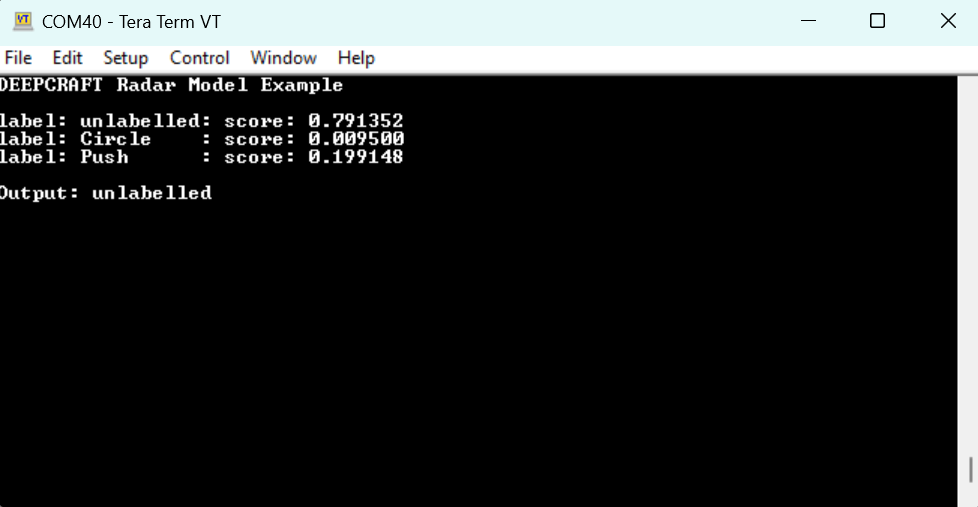 COM40 - Tera Term VT
File Edit Setup Control Window Help
DEEPCRAFT Radar Model Example
label: unlabelled: score: 0.791352
label: Circle    : score: 0.009500
label: Push      : score: 0.199148
Output: unlabelled